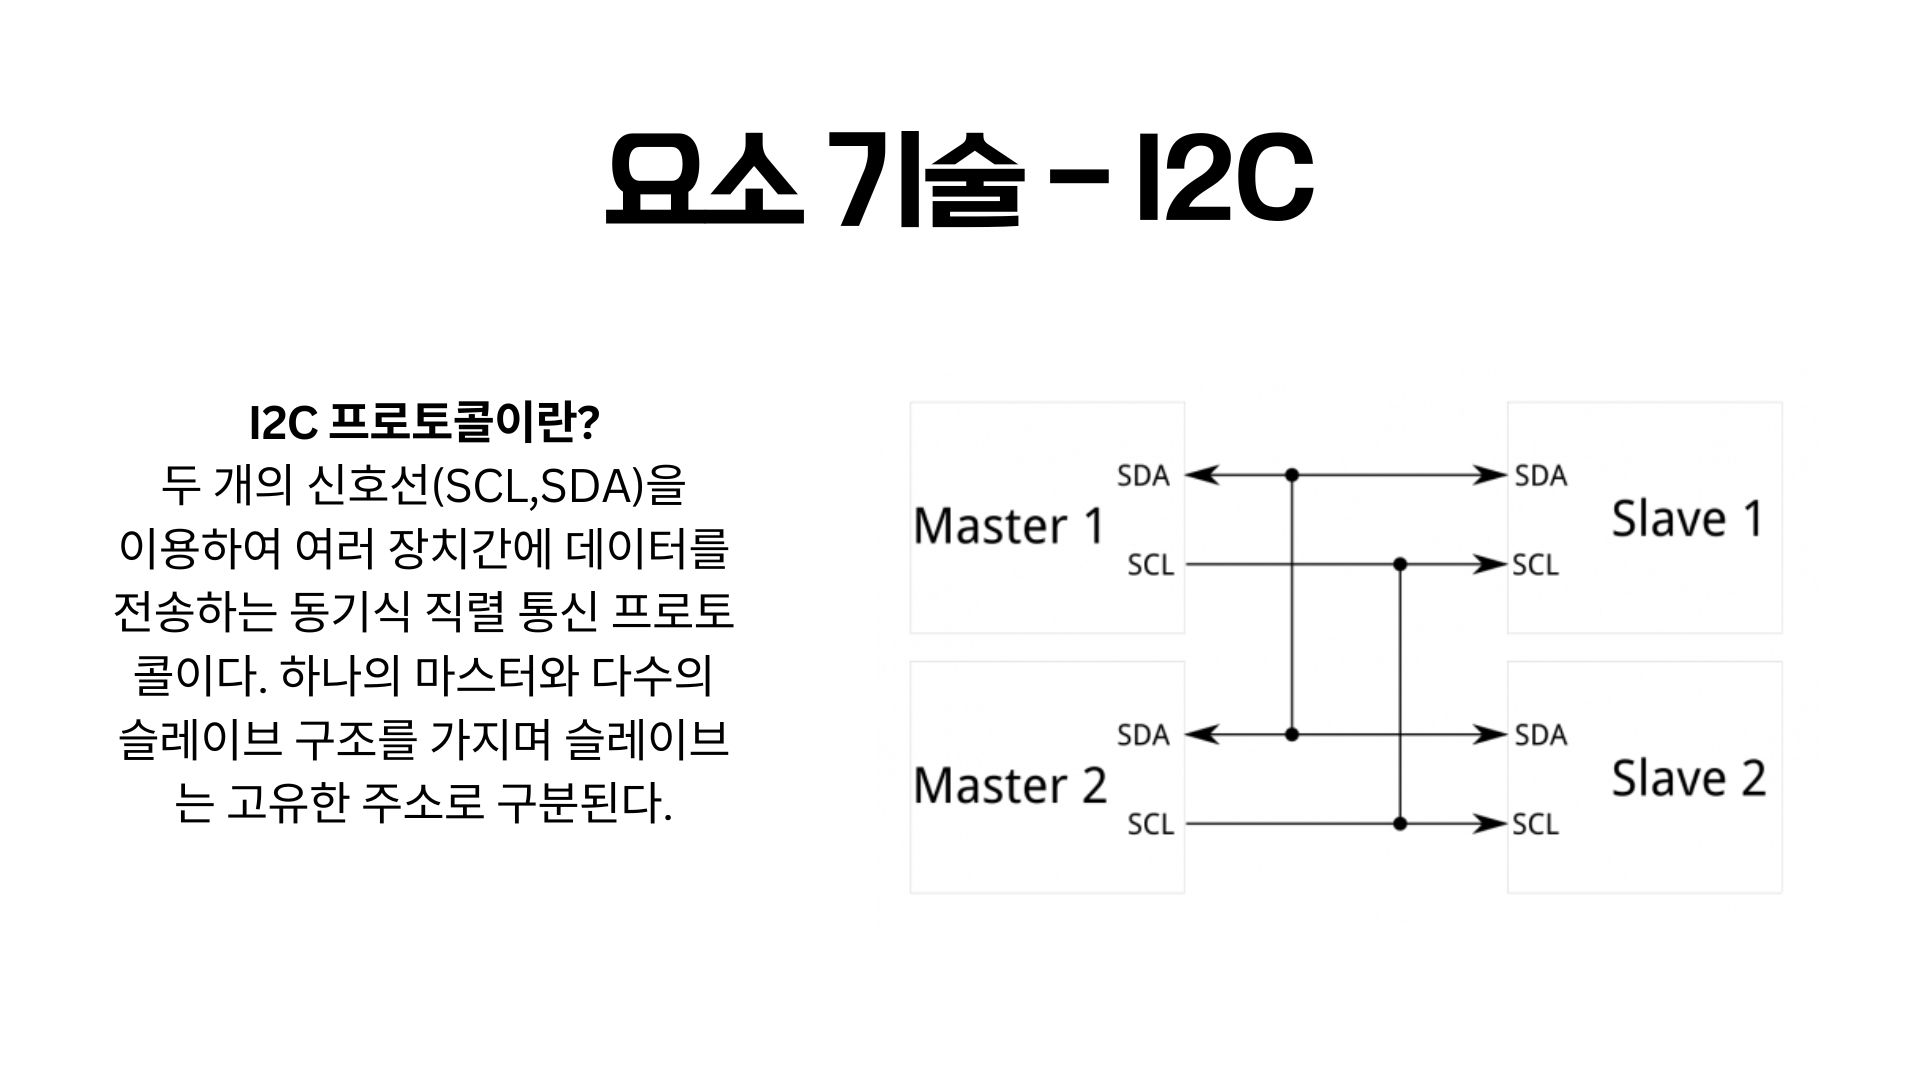 요소 기술 - I2C
I2C 프로토콜이란?
두 개의 신호선(SCL,SDA)을
이용하여 여러 장치간에 데이터를
전송하는 동기식 직렬 통신 프로토
콜이다. 하나의 마스터와 다수의
슬레이브 구조를 가지며 슬레이브
는 고유한 주소로 구분된다.
SDA
Master 1
SCL
SDA
Slave 1
SCL
SDA
Master 2
SCL
SDA
Slave 2
SCL